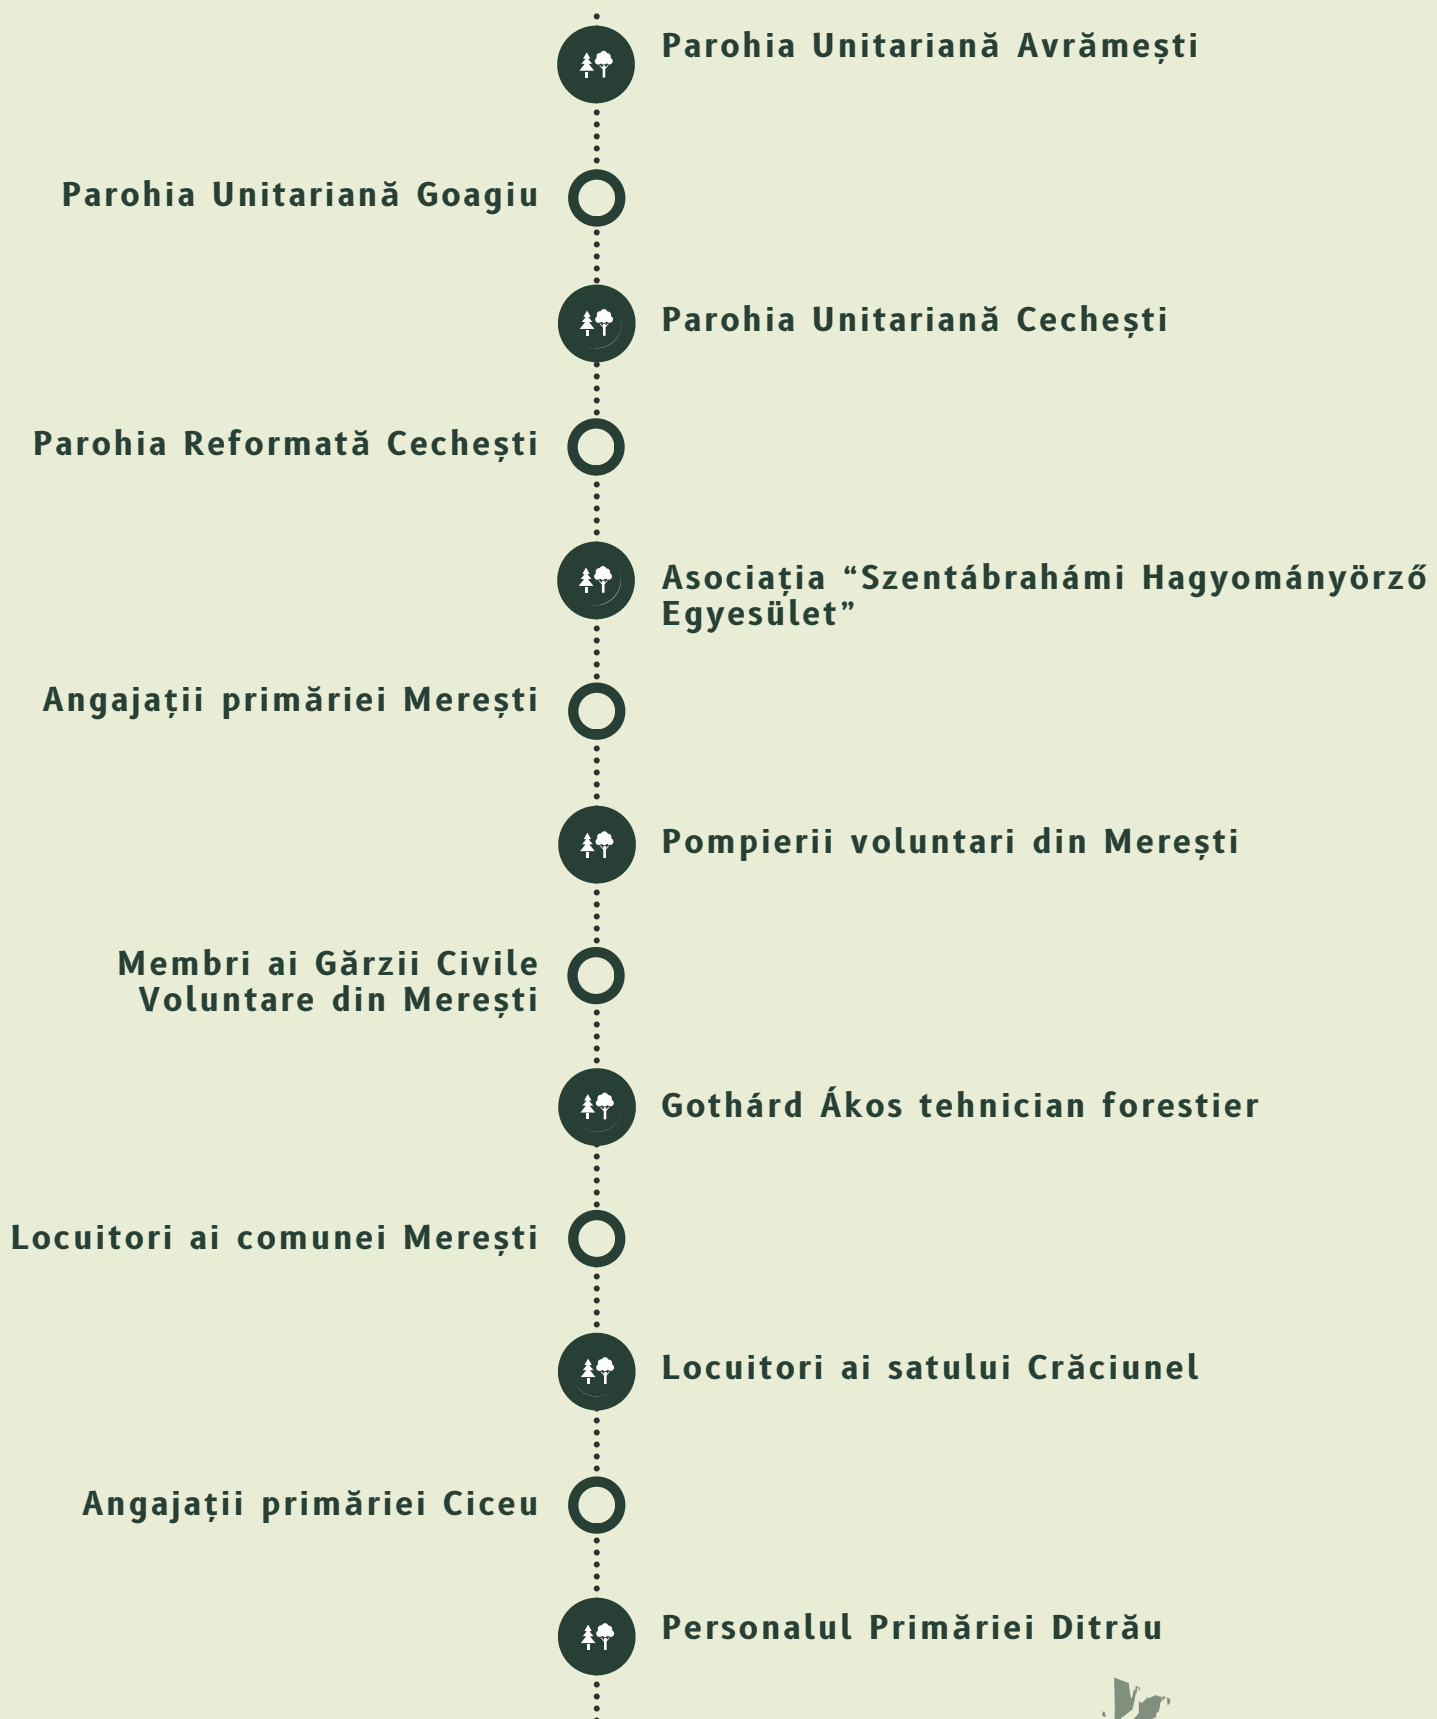 Parohia Unitariană Avrămești
Parohia Unitariană Goagiu
Parohia Unitariană Cechești
Parohia Reformată Cechești
Asociația “Szentábrahámi Hagyományörző
Egyesület”
Angajații primăriei Merești
Pompierii voluntari din Merești
Membri ai Gărzii Civile
Voluntare din Merești
Gothárd Ákos tehnician forestier
Locuitori ai comunei Merești
Locuitori ai satului Crăciunel
Angajații primăriei Ciceu
Personalul Primăriei Ditrău